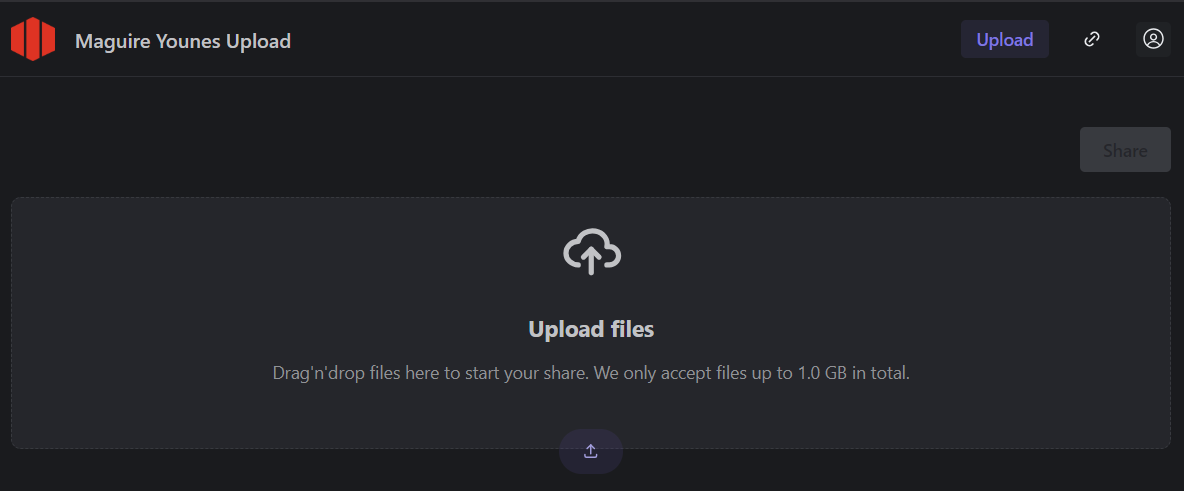 Maguire Younes Upload
Upload
Share
Upload files
Drag'n'drop files here to start your share. We only accept files up to 1.0 GB in total.